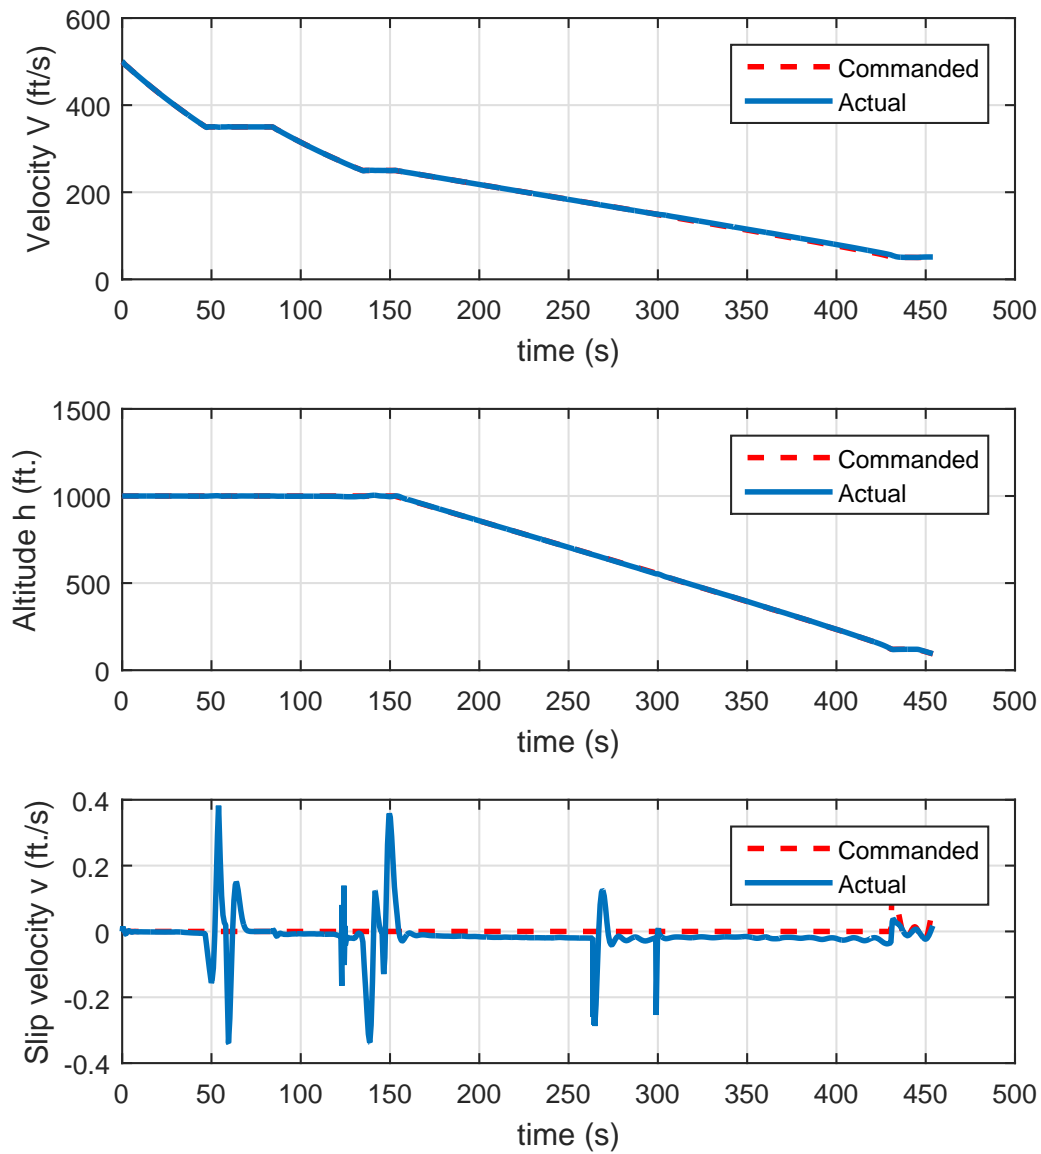 Velocity V (ft/s)
600
400
200
0
Commanded
Actual
0 50 100 150 200 250 300 350 400 450 500
time (s)
Altitude h (ft.)
1500
1000
500
0
Commanded
Actual
0 50 100 150 200 250 300 350 400 450 500
time (s)
Slip velocity v (ft./s)
0.4
0.2
0
-0.2
-0.4
Commanded
Actual
0 50 100 150 200 250 300 350 400 450 500
time (s)